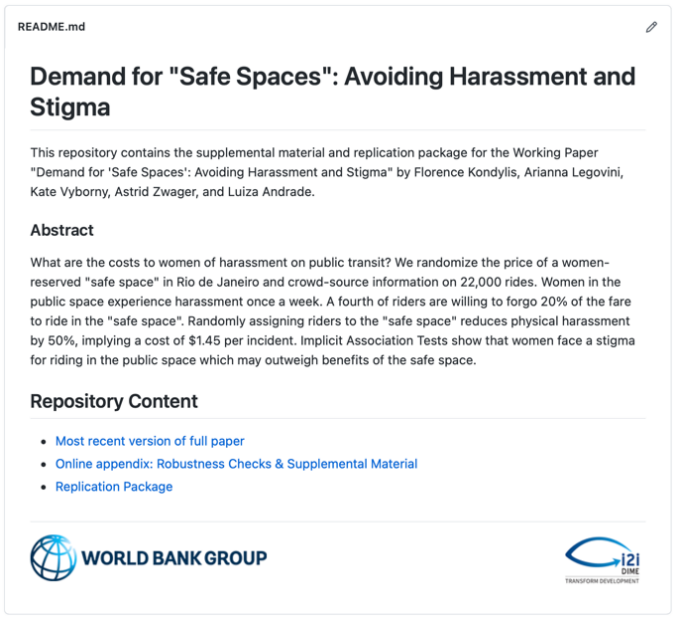 README.md
Demand for "Safe Spaces": Avoiding Harassment and
Stigma
This repository contains the supplemental material and replication package for the Working Paper
"Demand for 'Safe Spaces': Avoiding Harassment and Stigma" by Florence Kondylis, Arianna Legovini,
Kate Vyborny, Astrid Zwager, and Luiza Andrade.
Abstract
What are the costs to women of harassment on public transit? We randomize the price of a women-
reserved "safe space" in Rio de Janeiro and crowd-source information on 22,000 rides. Women in the
public space experience harassment once a week. A fourth of riders are willing to forgo 20% of the fare
to ride in the "safe space". Randomly assigning riders to the "safe space" reduces physical harassment
by 50%, implying a cost of $1.45 per incident. Implicit Association Tests show that women face a stigma
for riding in the public space which may outweigh benefits of the safe space.
Repository Content
Most recent version of full paper
Online appendix: Robustness Checks & Supplemental Material
Replication Package
WORLD BANK GROUP
i2i
DIME
TRANSFORM DEVELOPMENT